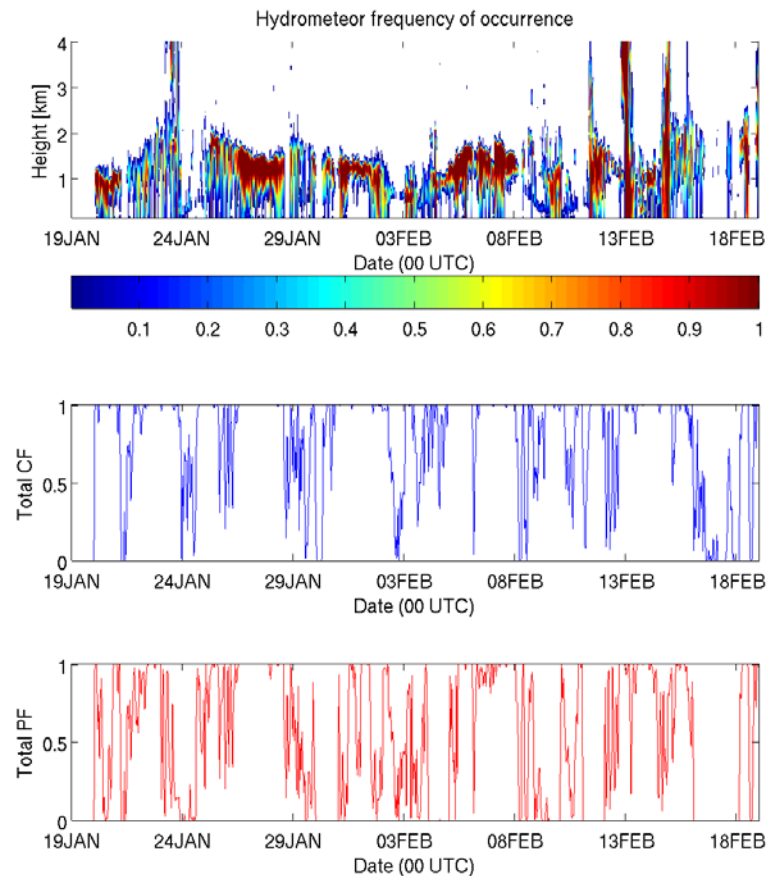 Hydrometeor frequency of occurrence
Height [km]
4
3
2
1
19JAN 24JAN 29JAN 03FEB 08FEB 13FEB 18FEB
Date (00 UTC)
0.1 0.2 0.3 0.4 0.5 0.6 0.7 0.8 0.9 1
Total CF
1
0.5
0
19JAN 24JAN 29JAN 03FEB 08FEB 13FEB 18FEB
Date (00 UTC)
Total PF
1
0.5
0
19JAN 24JAN 29JAN 03FEB 08FEB 13FEB 18FEB
Date (00 UTC)